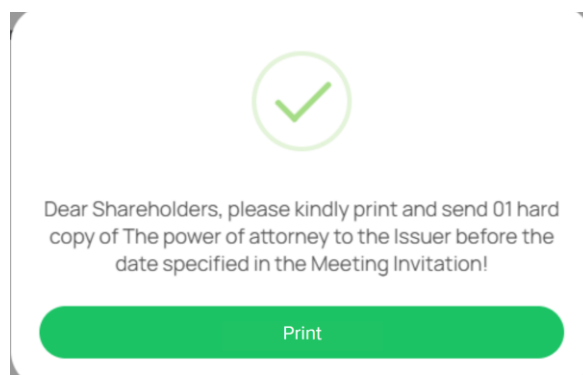 Dear Shareholders, please kindly print and send 01 hard
copy of The power of attorney to the Issuer before the
date specified in the Meeting Invitation!
Print